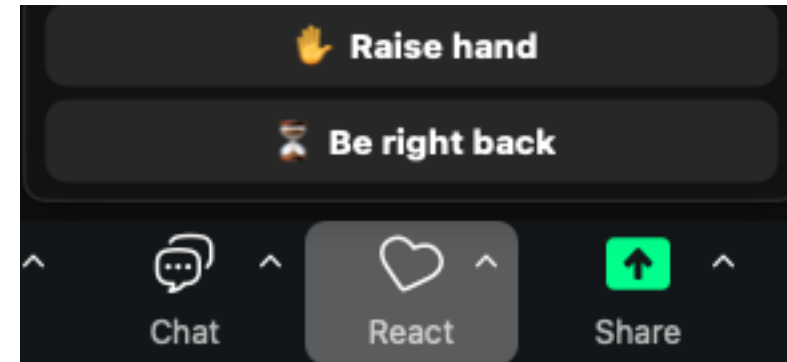 ✋ Raise hand
⏳ Be right back
Chat React Share